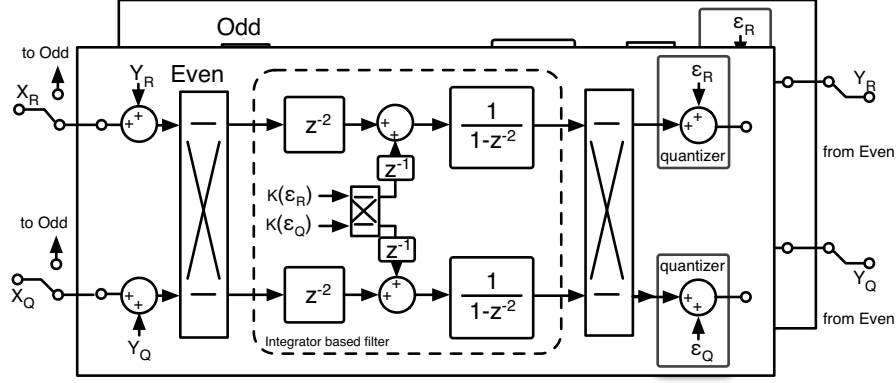 Odd
ε_R
to Odd
Y_R
Even
X_R
ε_R
Y_R
+
+
z^-2
+
+
1
1-z^-2
+
+
quantizer
z^-1
from Even
K(ε_R)
K(ε_Q)
to Odd
z^-1
quantizer
X_Q
+
+
z^-2
+
+
1
1-z^-2
+
+
Y_Q
Y_Q
Integrator based filter
ε_Q
from Even